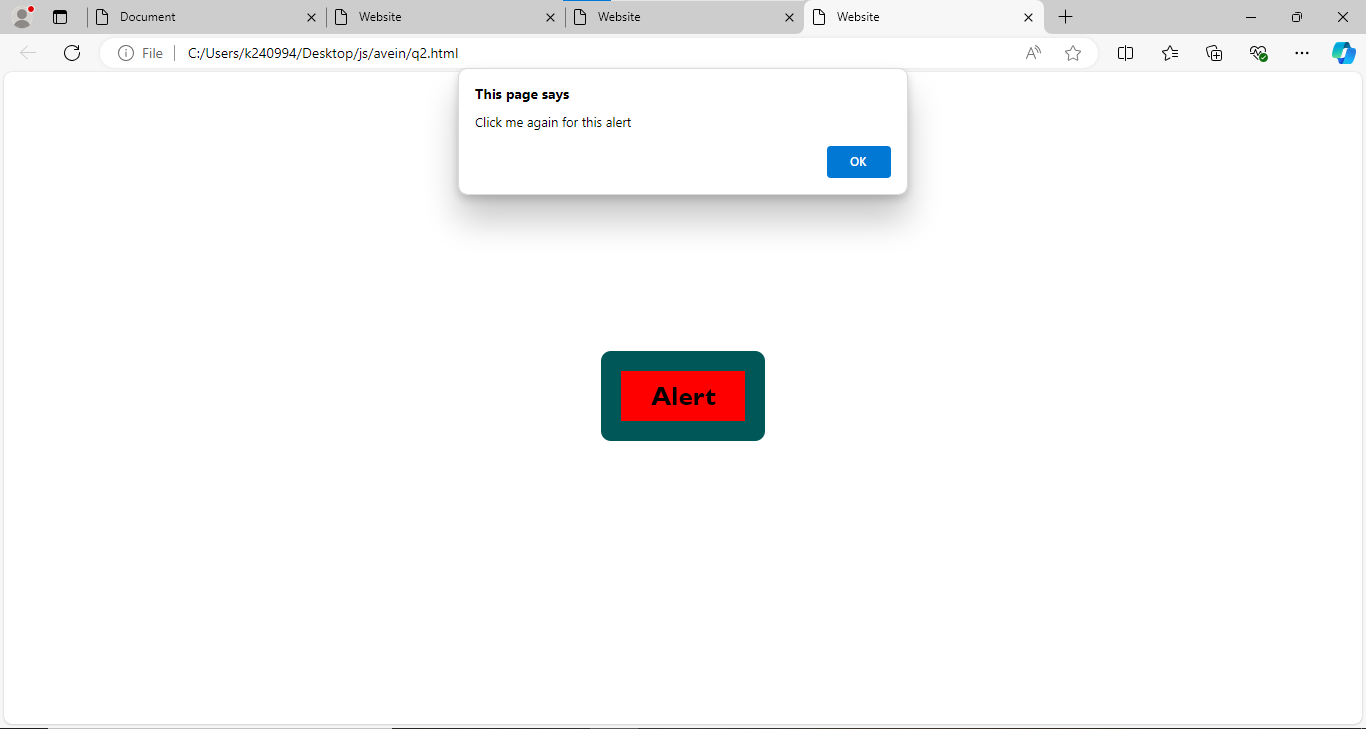 Document Website Website Website
File C:/Users/k240994/Desktop/js/avein/q2.html
This page says
Click me again for this alert
OK
Alert